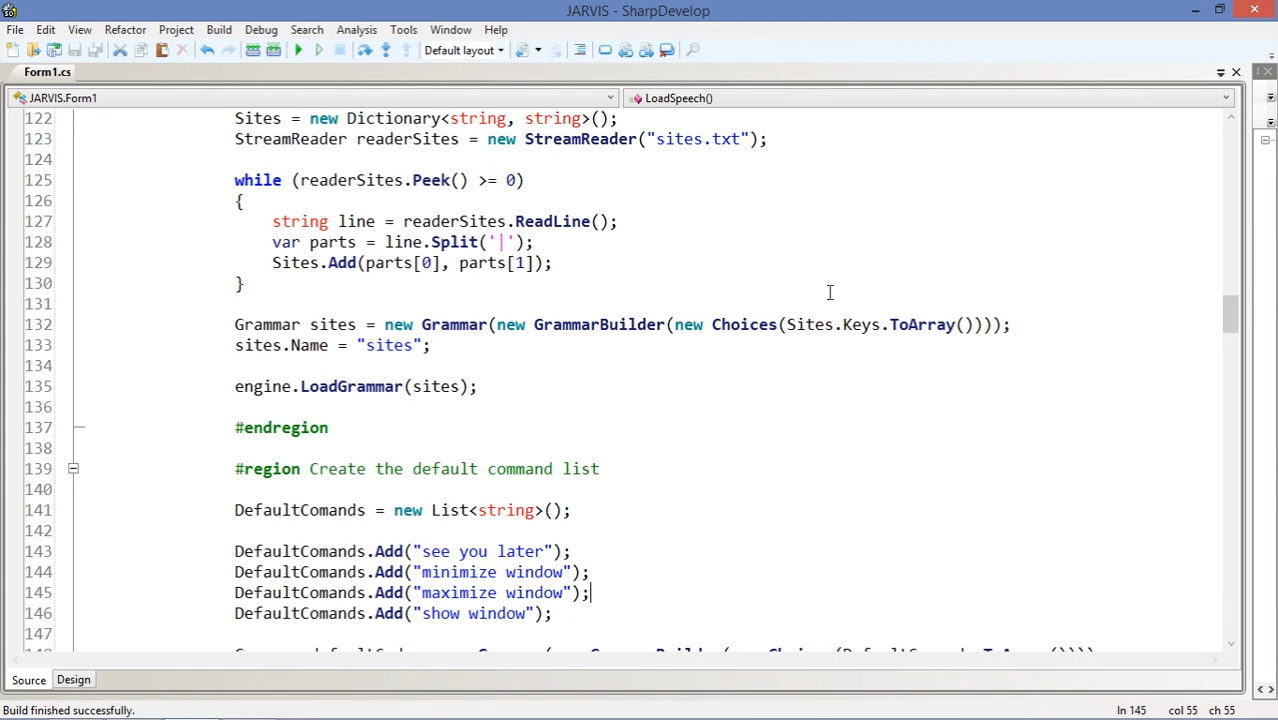 JARVIS - SharpDevelop
File Edit View Refactor Project Build Debug Search Analysis Tools Window Help
Default layout
Form1.cs
JARVIS.Form1 LoadSpeech()
122 Sites = new Dictionary<string, string>();
123 StreamReader readerSites = new StreamReader("sites.txt");
124
125 while (readerSites.Peek() >= 0)
126 {
127 string line = readerSites.ReadLine();
128 var parts = line.Split('|');
129 Sites.Add(parts[0], parts[1]);
130 }
131
132 Grammar sites = new Grammar(new GrammarBuilder(new Choices(Sites.Keys.ToArray())));
133 sites.Name = "sites";
134
135 engine.LoadGrammar(sites);
136
137 #endregion
138
139 #region Create the default command list
140
141 DefaultComands = new List<string>();
142
143 DefaultComands.Add("see you later");
144 DefaultComands.Add("minimize window");
145 DefaultComands.Add("maximize window");
146 DefaultComands.Add("show window");
147
Source Design
Build finished successfully. ln 145 col 55 ch 55